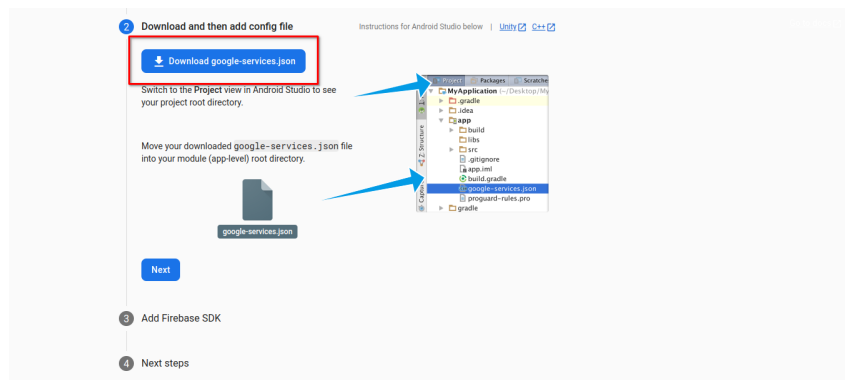 2 Download and then add config file
Instructions for Android Studio below | Unity C++
Download google-services.json
Switch to the Project view in Android Studio to see
your project root directory.
Move your downloaded google-services.json file
into your module (app-level) root directory.
google-services.json
Project Packages Scratche
MyApplication (~/Desktop/My
.gradle
.idea
app
build
libs
src
.gitignore
app.iml
build.gradle
google-services.json
proguard-rules.pro
gradle
Z: Structure
Captu
Next
3 Add Firebase SDK
4 Next steps